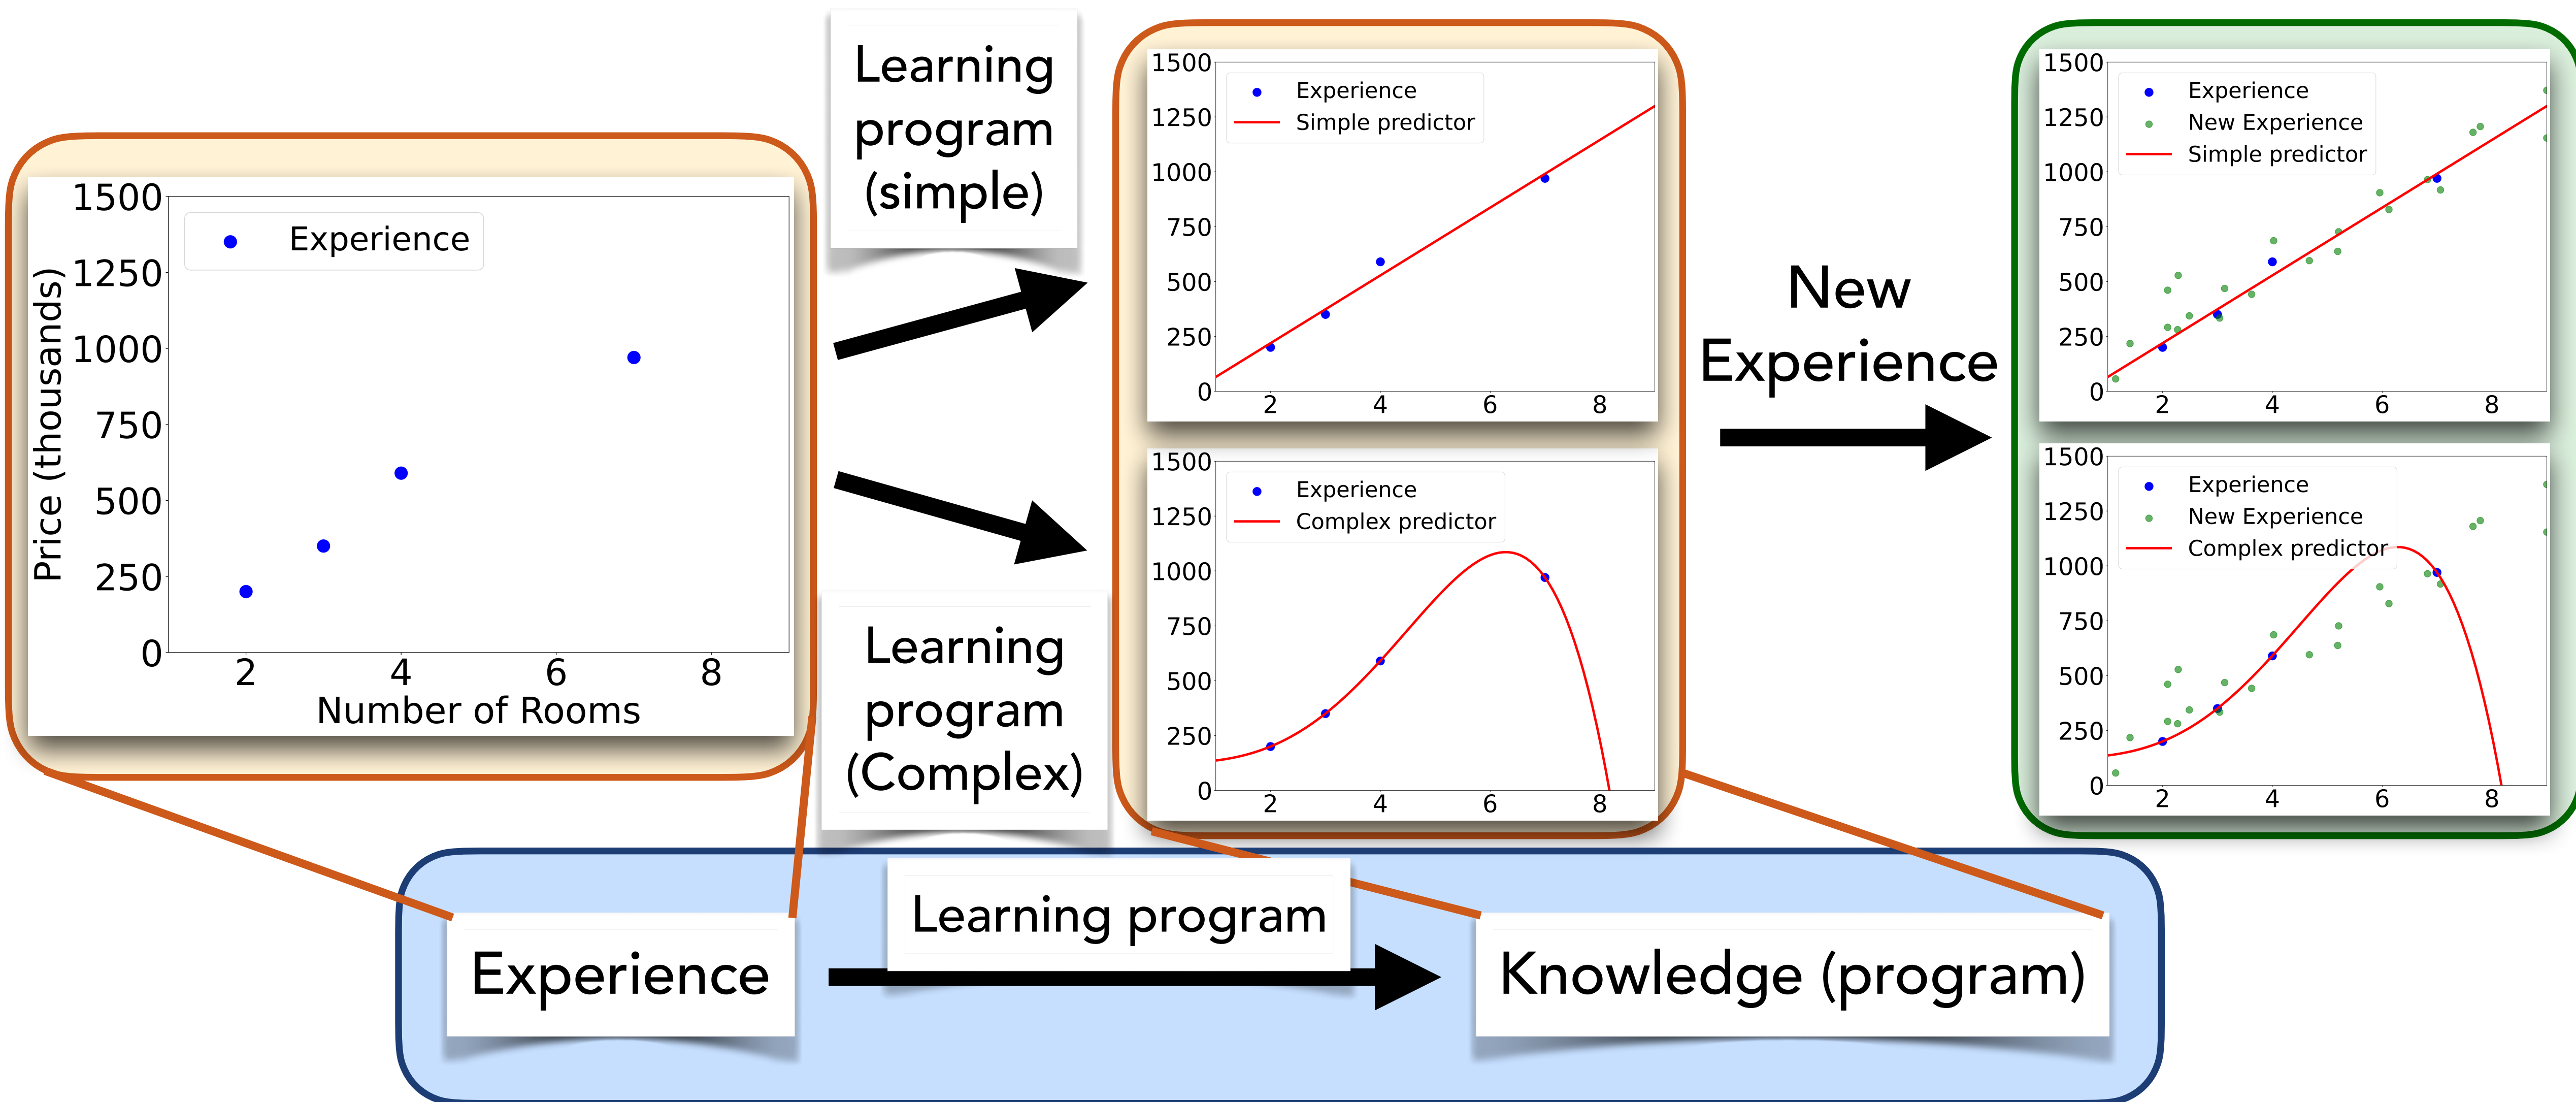 Learning
program
(simple)
1500
1250
1000
750
500
250
0
Experience
Price (thousands)
2 4 6 8
Number of Rooms
Learning
program
(Complex)
1500
1250
1000
750
500
250
0
Experience
Simple predictor
2 4 6 8
1500
1250
1000
750
500
250
0
Experience
Complex predictor
2 4 6 8
New
Experience
1500
1250
1000
750
500
250
0
Experience
New Experience
Simple predictor
2 4 6 8
1500
1250
1000
750
500
250
0
Experience
New Experience
Complex predictor
2 4 6 8
Experience
Learning program
Knowledge (program)